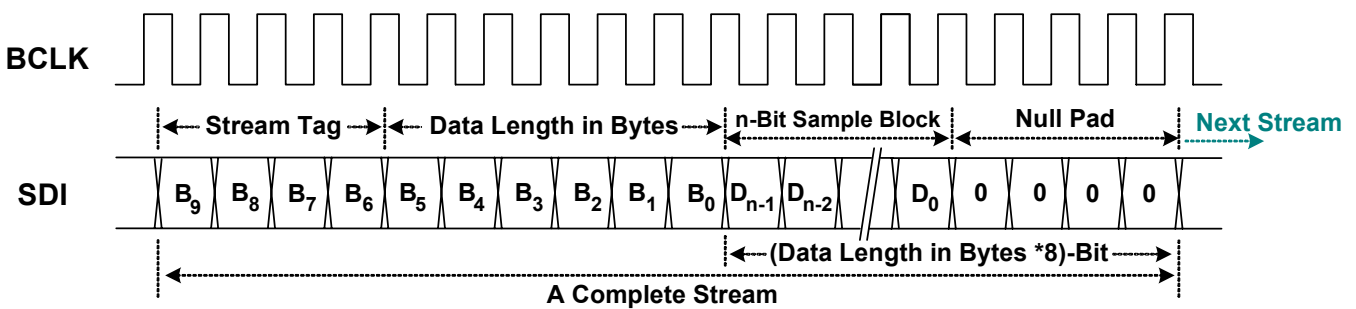 BCLK
Stream Tag
Data Length in Bytes
n-Bit Sample Block
Null Pad
Next Stream
SDI
B9 B8 B7 B6 B5 B4 B3 B2 B1 B0 Dn-1 Dn-2 D0 0 0 0 0
(Data Length in Bytes *8)-Bit
A Complete Stream